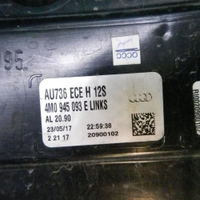 95.
AU736 ECE H 12S
4M0 945 093 E LINKS
AL 20.90
23/05/17 22:59:38
2 21 17 20900102